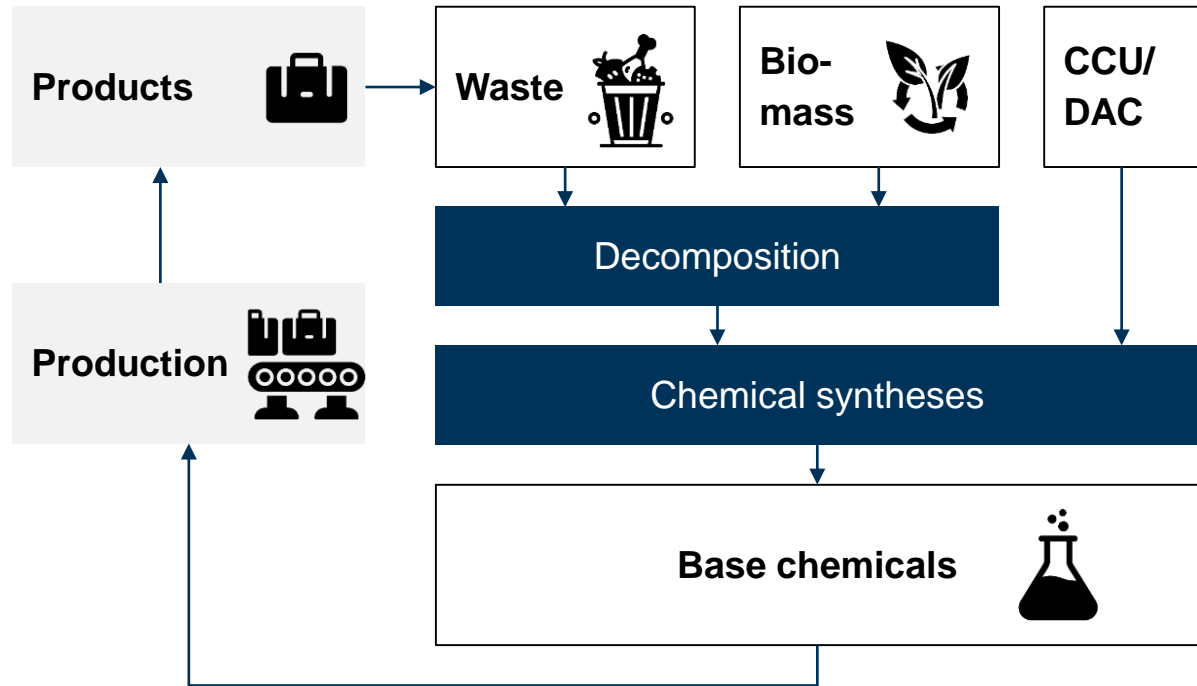 Products
Waste
Bio-
mass
CCU/
DAC
Decomposition
Production
Chemical syntheses
Base chemicals